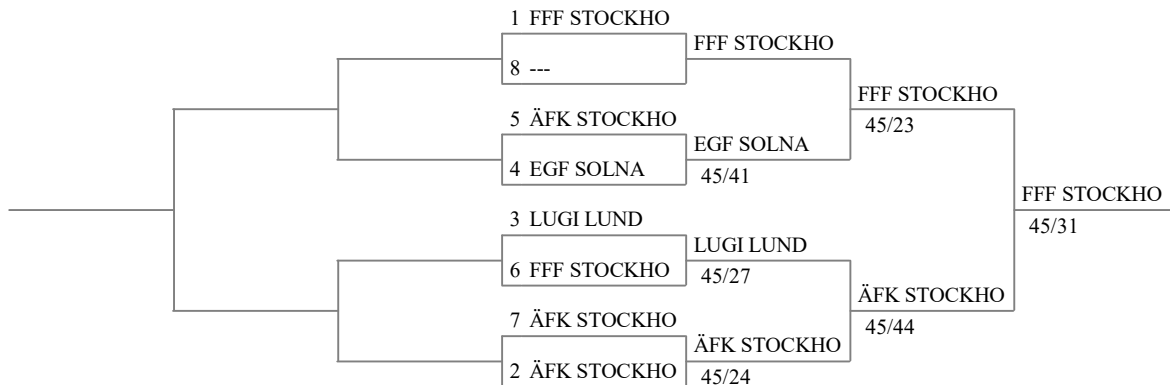 1 FFF STOCKHO
FFF STOCKHO
8 ---
FFF STOCKHO
45/23
5 ÄFK STOCKHO
EGF SOLNA
4 EGF SOLNA
45/41
FFF STOCKHO
45/31
3 LUGI LUND
LUGI LUND
6 FFF STOCKHO
45/27
ÄFK STOCKHO
45/44
7 ÄFK STOCKHO
ÄFK STOCKHO
2 ÄFK STOCKHO
45/24